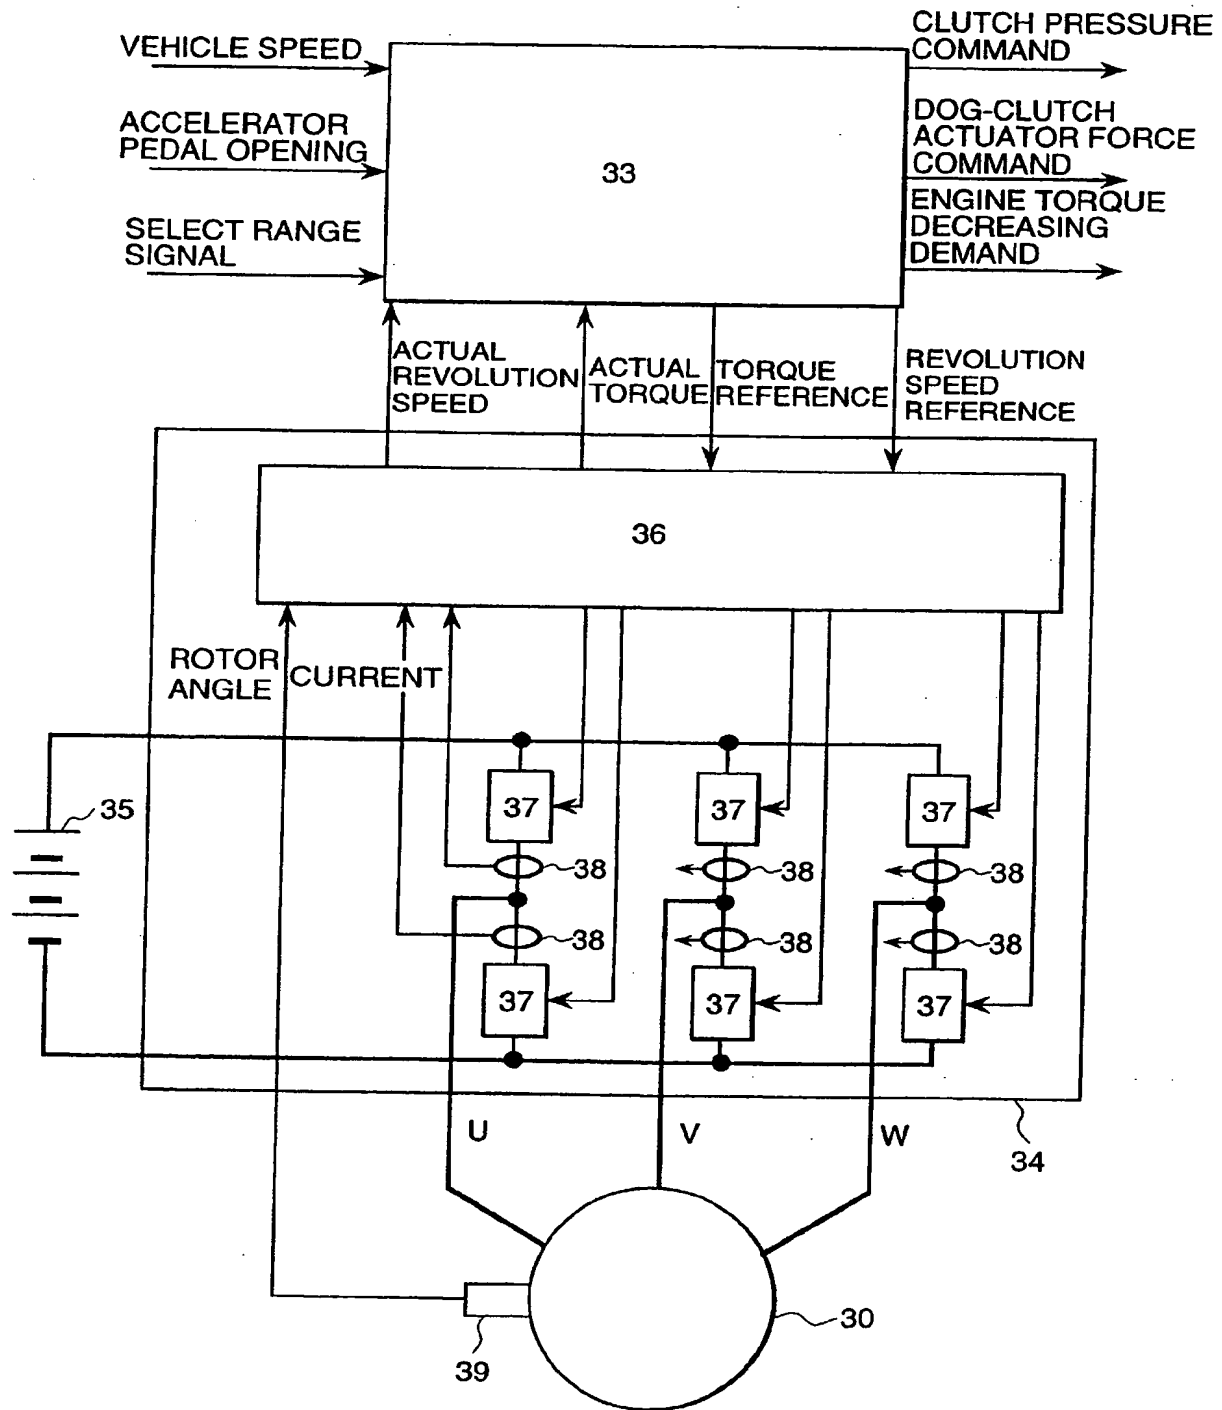 VEHICLE SPEED
ACCELERATOR
PEDAL OPENING
SELECT RANGE
SIGNAL
33
CLUTCH PRESSURE
COMMAND
DOG-CLUTCH
ACTUATOR FORCE
COMMAND
ENGINE TORQUE
DECREASING
DEMAND
ACTUAL
REVOLUTION
SPEED
ACTUAL
TORQUE
TORQUE
REFERENCE
REVOLUTION
SPEED
REFERENCE
36
ROTOR
ANGLE
CURRENT
35
37
37
37
38
38
38
38
38
38
37
37
37
U
V
W
34
30
39